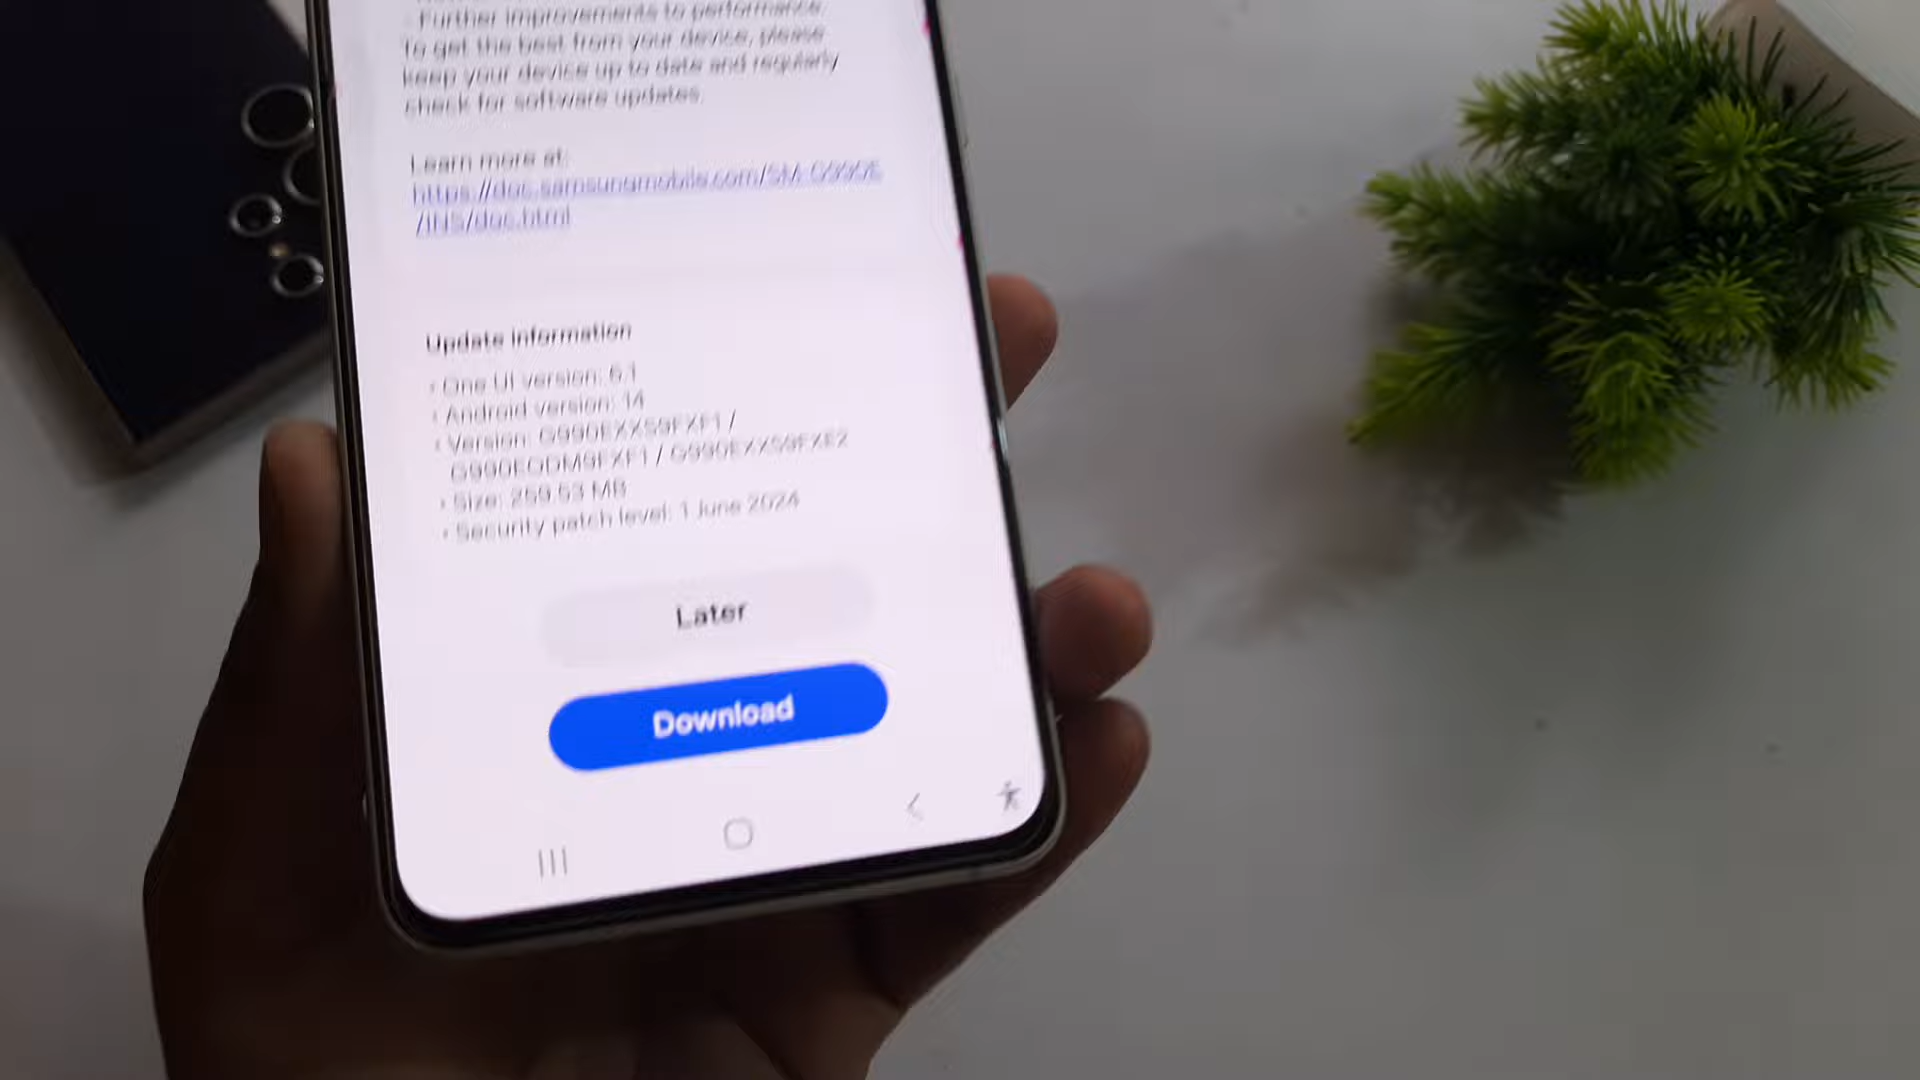 - Further improvements to performance.
To get the best from your device, please
keep your device up to date and regularly
check for software updates.
Learn more at:
https://doc.samsungmobile.com/SM-G990E
/INS/doc.html
Update information
• One UI version: 6.1
• Android version: 14
• Version: G990EXXS9FXF1 /
G990EODM9FXF1 / G990EXXS9FXE2
• Size: 259.53 MB
• Security patch level: 1 June 2024
Later
Download